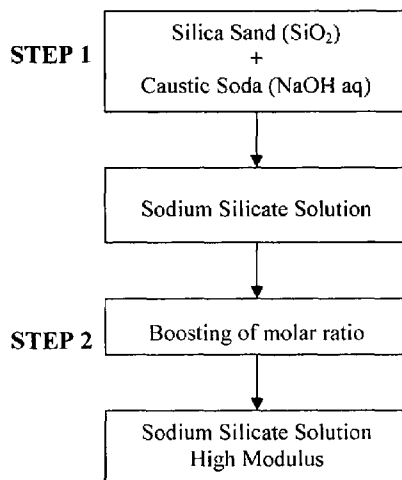 STEP 1
Silica Sand (SiO₂)
+
Caustic Soda (NaOH aq)
Sodium Silicate Solution
STEP 2
Boosting of molar ratio
Sodium Silicate Solution
High Modulus